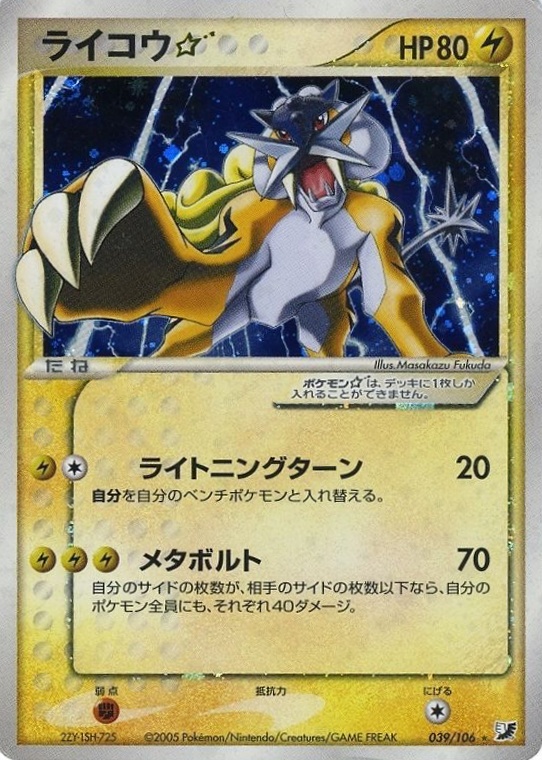 ライコウ☆
HP80
たね
Illus.Masakazu Fukuda
ポケモン☆は、デッキに1枚しか
入れることができません。
ライトニングターン 20
自分を自分のベンチポケモンと入れ替える。
メタボルト 70
自分のサイドの枚数が、相手のサイドの枚数以下なら、自分の
ポケモン全員にも、それぞれ40ダメージ。
弱点 抵抗力 にげる
2ZY-1SH-725 ©2005 Pokémon/Nintendo/Creatures/GAME FREAK 039/106 ★